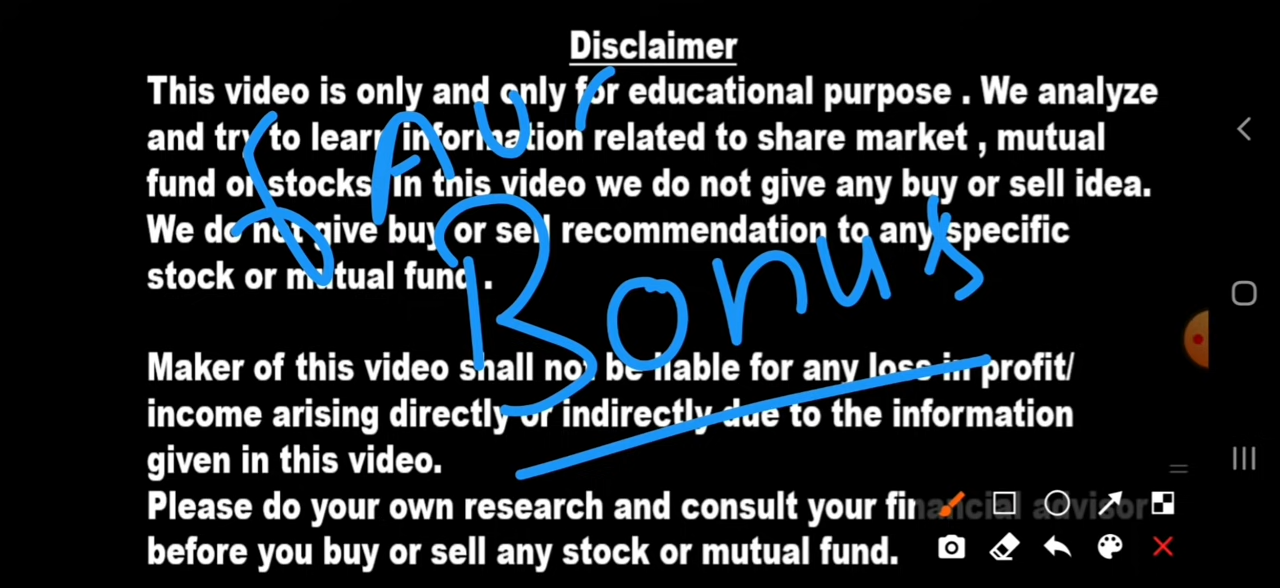 Disclaimer
This video is only and only for educational purpose . We analyze
and try to learn information related to share market , mutual
fund or stocks. In this video we do not give any buy or sell idea.
We do not give buy or sell recommendation to any specific
stock or mutual fund .
Maker of this video shall not be liable for any loss in profit/
income arising directly or indirectly due to the information
given in this video.
Please do your own research and consult your financial advisor
before you buy or sell any stock or mutual fund.
Bonus